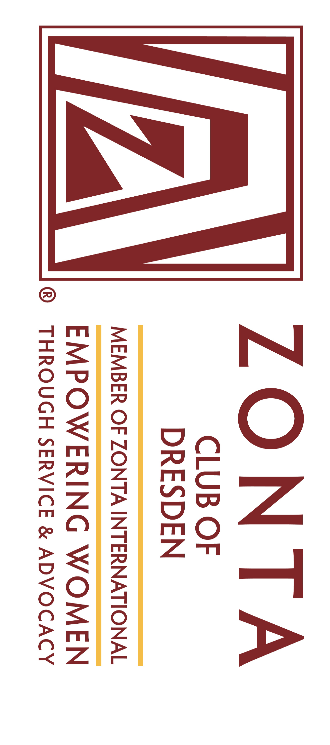 ®
ZONTA
CLUB OF
DRESDEN
MEMBER OF ZONTA INTERNATIONAL
EMPOWERING WOMEN
THROUGH SERVICE & ADVOCACY